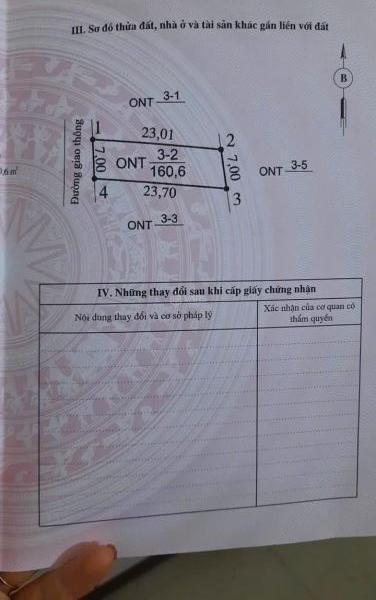 III. Sơ đồ thửa đất, nhà ở và tài sản khác gắn liền với đất
B
ONT 3-1
Đường giao thông
1
23,01
2
7,00
ONT 3-2
160,6
7,00
ONT 3-5
4
23,70
3
ONT 3-3
IV. Những thay đổi sau khi cấp giấy chứng nhận
Nội dung thay đổi và cơ sở pháp lý
Xác nhận của cơ quan có
thẩm quyền